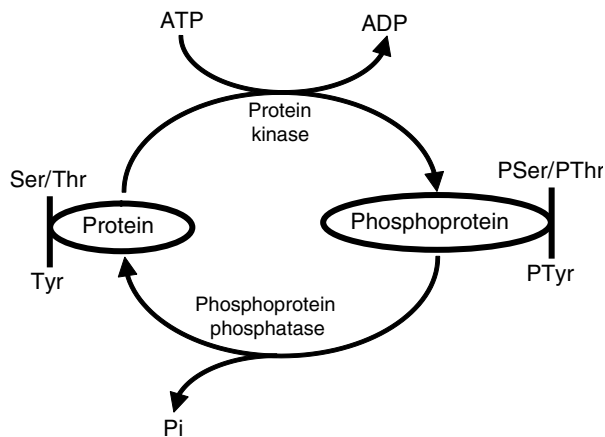 ATP
ADP
Protein
kinase
Ser/Thr
PSer/PThr
Protein
Phosphoprotein
Tyr
PTyr
Phosphoprotein
phosphatase
Pi